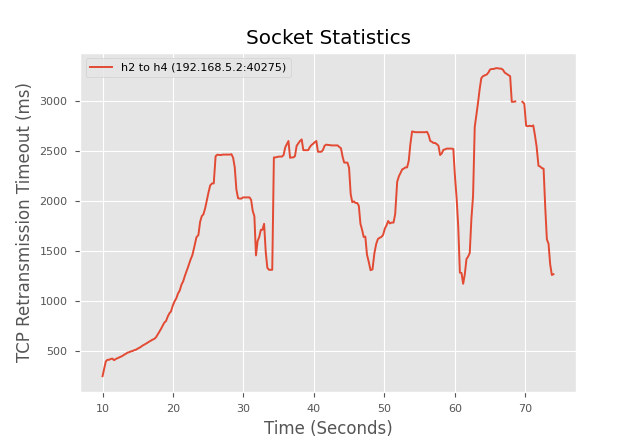 Socket Statistics
h2 to h4 (192.168.5.2:40275)
TCP Retransmission Timeout (ms)
3000
2500
2000
1500
1000
500
10 20 30 40 50 60 70
Time (Seconds)